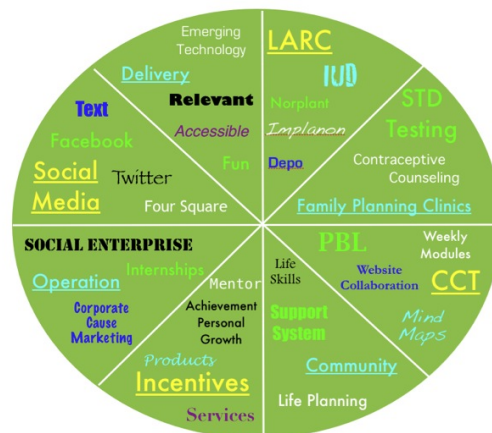 Emerging
Technology
Delivery
Relevant
Accessible
Fun
LARC
IUD
Norplant
Implanon
Depo
STD
Testing
Contraceptive
Counseling
Family Planning Clinics
Text
Facebook
Social
Media
Twitter
Four Square
SOCIAL ENTERPRISE
Internships
Operation
Corporate
Cause
Marketing
Mentor
Achievement
Personal
Growth
Products
Incentives
Services
Life
Skills
Support
System
Community
Life Planning
PBL
Weekly
Modules
Website
Collaboration
CCT
Mind
Maps